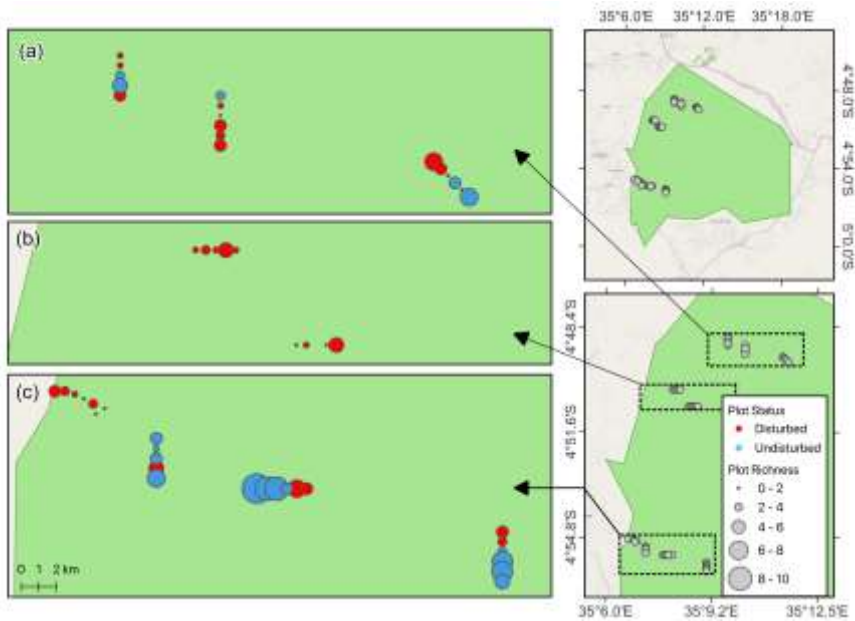 (a)
(b)
(c)
0 1 2 km
35°6.0'E 35°12.0'E 35°18.0'E
4°48.0'S
4°54.0'S
5°0.0'S
4°48.4'S
4°51.6'S
4°54.8'S
Plot Status
Disturbed
Undisturbed
Plot Richness
0 - 2
2 - 4
4 - 6
6 - 8
8 - 10
35°6.0'E 35°9.2'E 35°12.5'E